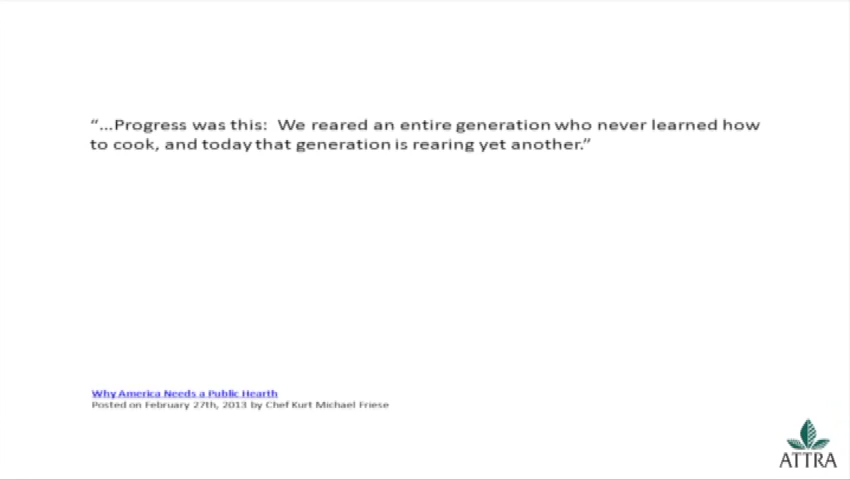 “...Progress was this: We reared an entire generation who never learned how
to cook, and today that generation is rearing yet another.”
Why America Needs a Public Hearth
Posted on February 27th, 2013 by Chef Kurt Michael Friese
ATTRA